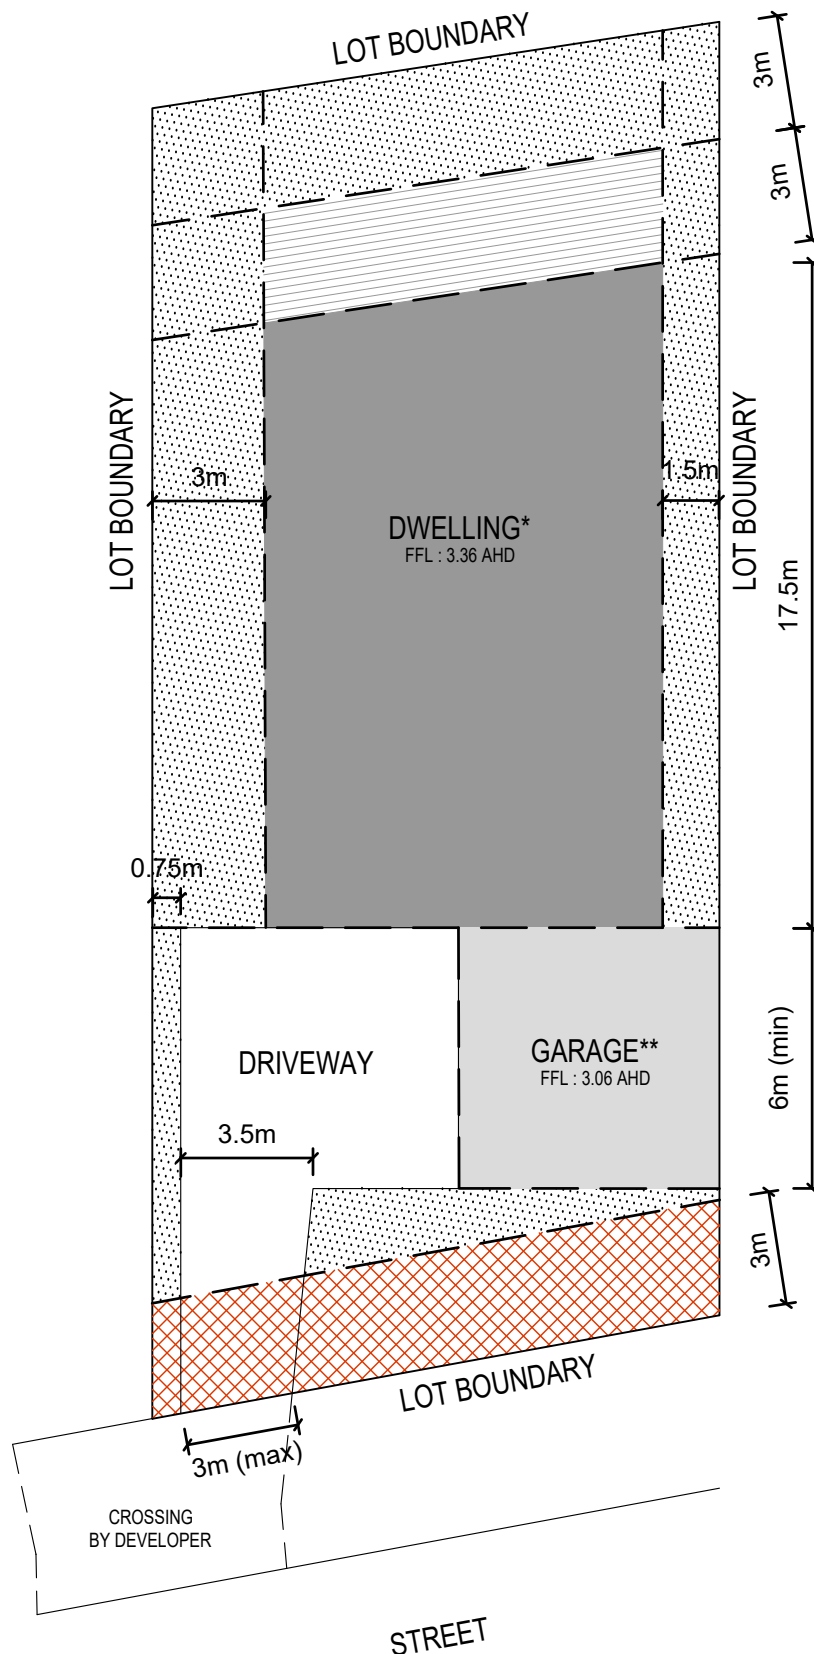 LOT BOUNDARY
3m
3m
LOT BOUNDARY
3m
1.5m
LOT BOUNDARY
DWELLING*
FFL : 3.36 AHD
17.5m
0.75m
DRIVEWAY
GARAGE**
FFL : 3.06 AHD
6m (min)
3.5m
3m
LOT BOUNDARY
3m (max)
CROSSING
BY DEVELOPER
STREET